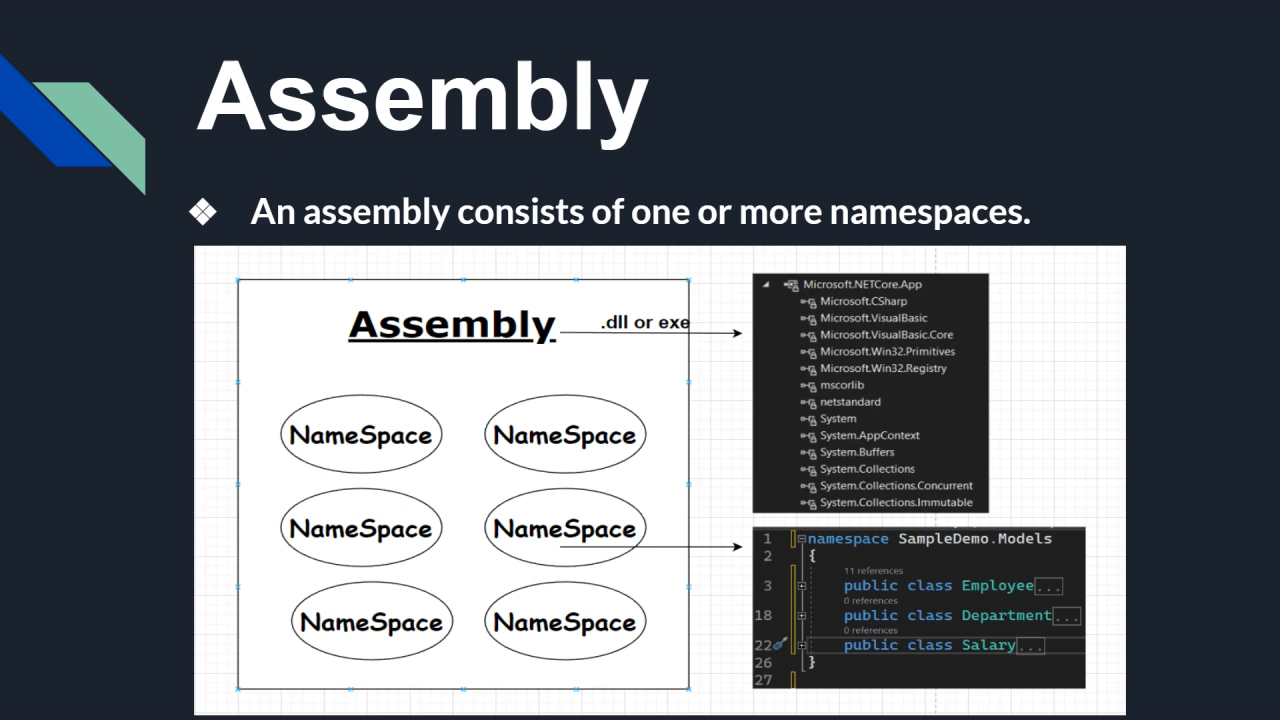 Assembly
❖ An assembly consists of one or more namespaces.
Assembly
.dll or exe
NameSpace NameSpace
NameSpace NameSpace
NameSpace NameSpace
Microsoft.NETCore.App
Microsoft.CSharp
Microsoft.VisualBasic
Microsoft.VisualBasic.Core
Microsoft.Win32.Primitives
Microsoft.Win32.Registry
mscorlib
netstandard
System
System.AppContext
System.Buffers
System.Collections
System.Collections.Concurrent
System.Collections.Immutable
1 namespace SampleDemo.Models
2 {
11 references
3 public class Employee...
0 references
18 public class Department...
0 references
22 public class Salary...
26 }
27